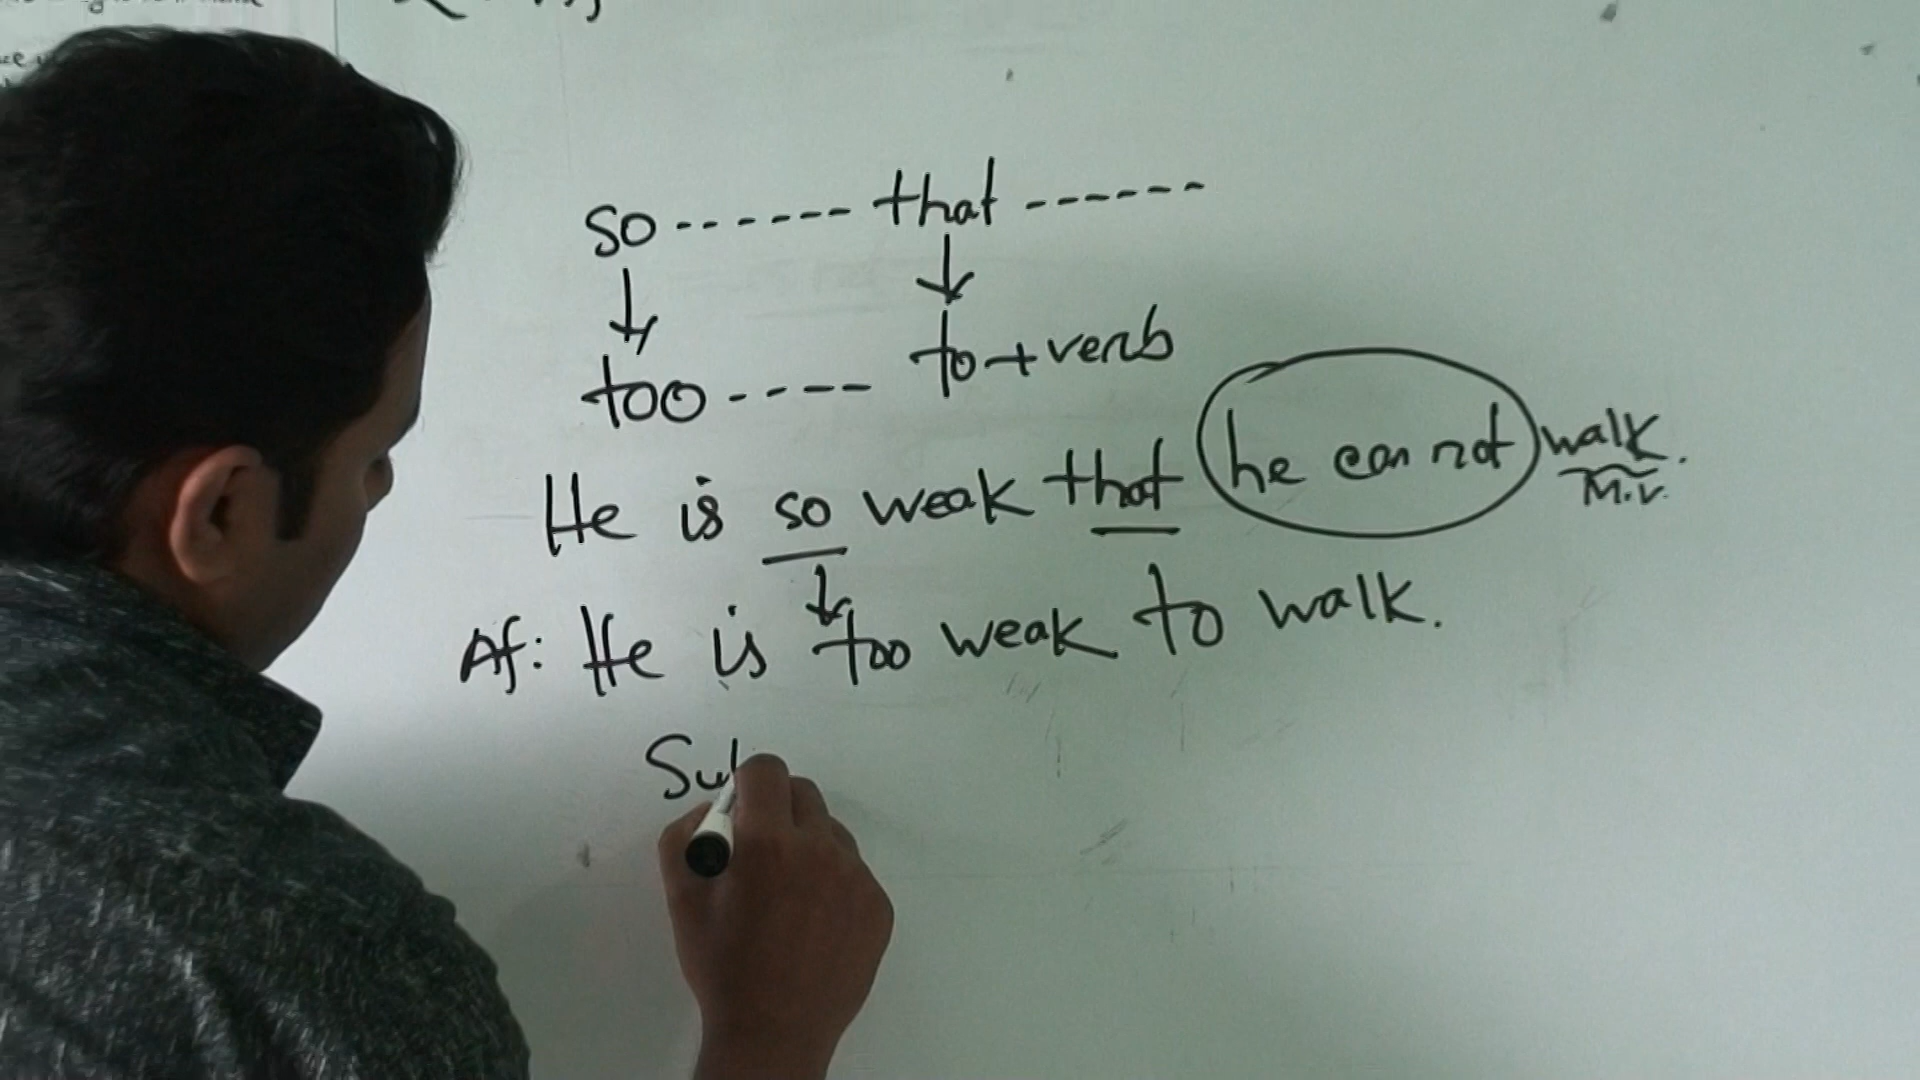 so ------ that ------
↓ ↓
too ---- to + verb
He is so weak that he can not walk.
M.V.
↓
Af: He is too weak to walk.
Sub